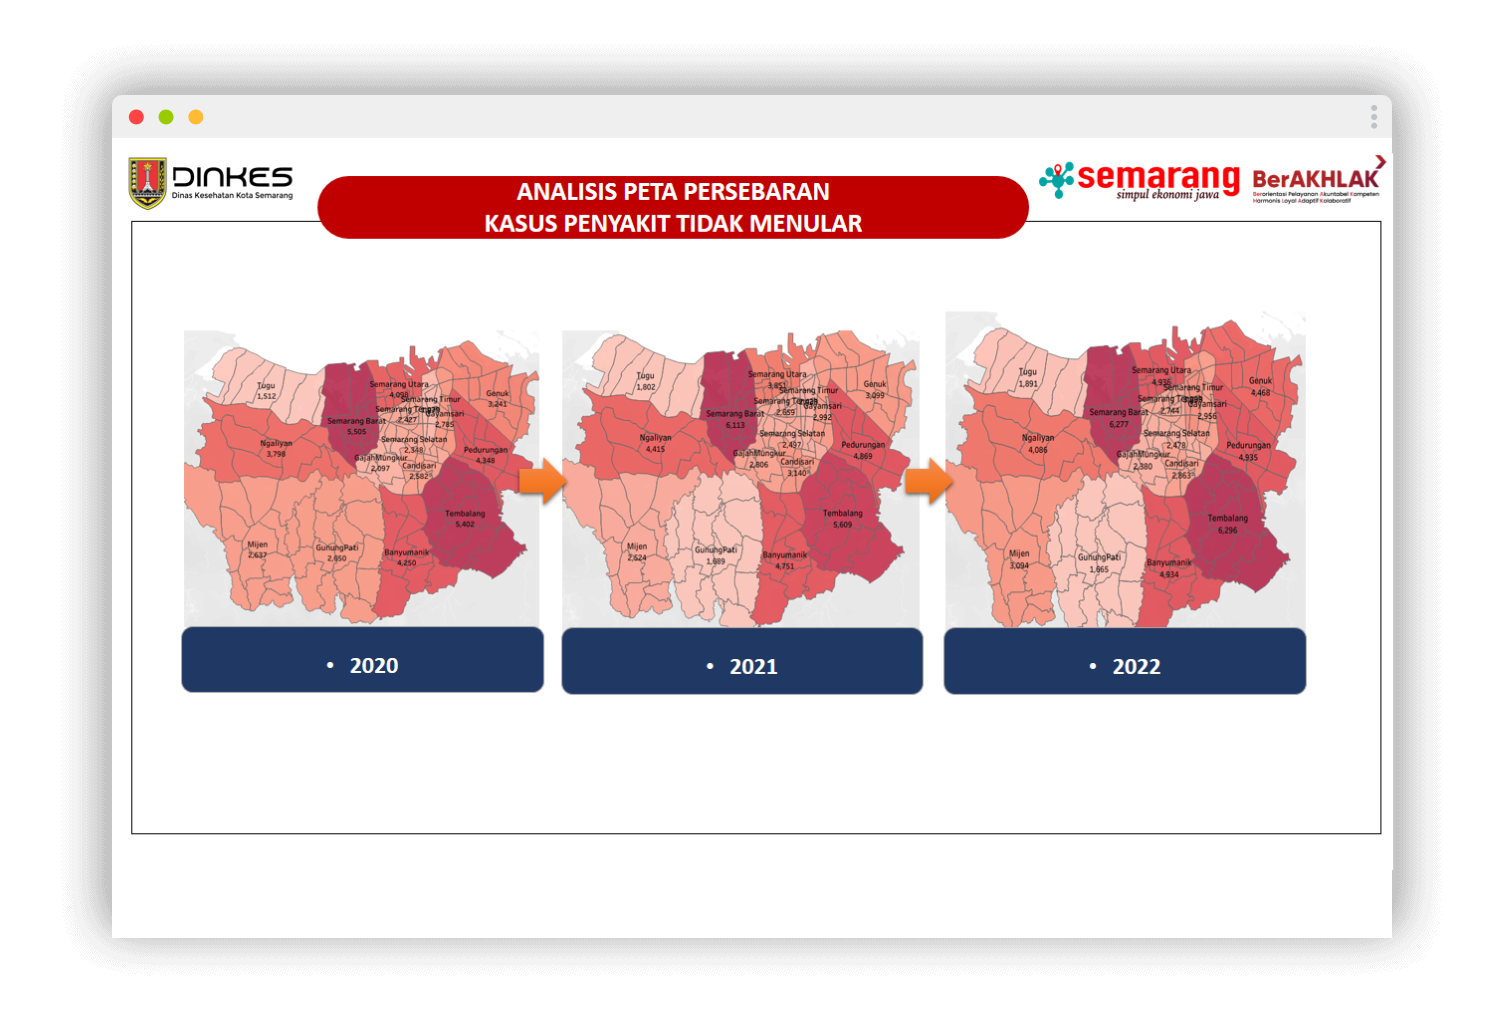 DINKES
Dinas Kesehatan Kota Semarang
ANALISIS PETA PERSEBARAN
KASUS PENYAKIT TIDAK MENULAR
semarang
simpul ekonomi jawa
BerAKHLAK
Berorientasi Pelayanan Akuntabel Kompeten
Harmonis Loyal Adaptif Kolaboratif
Tugu
1,512
Semarang Utara
4,098
Genuk
3,241
Semarang Timur
Semarang Tengah
2,427
Gayamsari
2,785
Semarang Barat
5,505
Ngaliyan
3,798
Semarang Selatan
2,348
Pedurungan
4,348
GajahMungkur
2,097
Candisari
2,582
Tembalang
5,402
Mijen
2,637
GunungPati
2,650
Banyumanik
4,250
• 2020
Tugu
1,802
Semarang Utara
3,851
Genuk
3,099
Semarang Timur
Semarang Tengah
2,659
Gayamsari
2,992
Semarang Barat
6,113
Ngaliyan
4,415
Semarang Selatan
2,497
Pedurungan
4,869
GajahMungkur
2,806
Candisari
3,140
Tembalang
5,609
Mijen
2,524
GunungPati
Banyumanik
4,751
• 2021
Tugu
1,891
Semarang Utara
4,935
Genuk
4,468
Semarang Timur
Semarang Tengah
2,744
Gayamsari
2,956
Semarang Barat
6,277
Ngaliyan
4,086
Semarang Selatan
2,478
Pedurungan
4,935
GajahMungkur
2,380
Candisari
2,863
Tembalang
6,296
Mijen
3,094
GunungPati
1,665
Banyumanik
4,934
• 2022